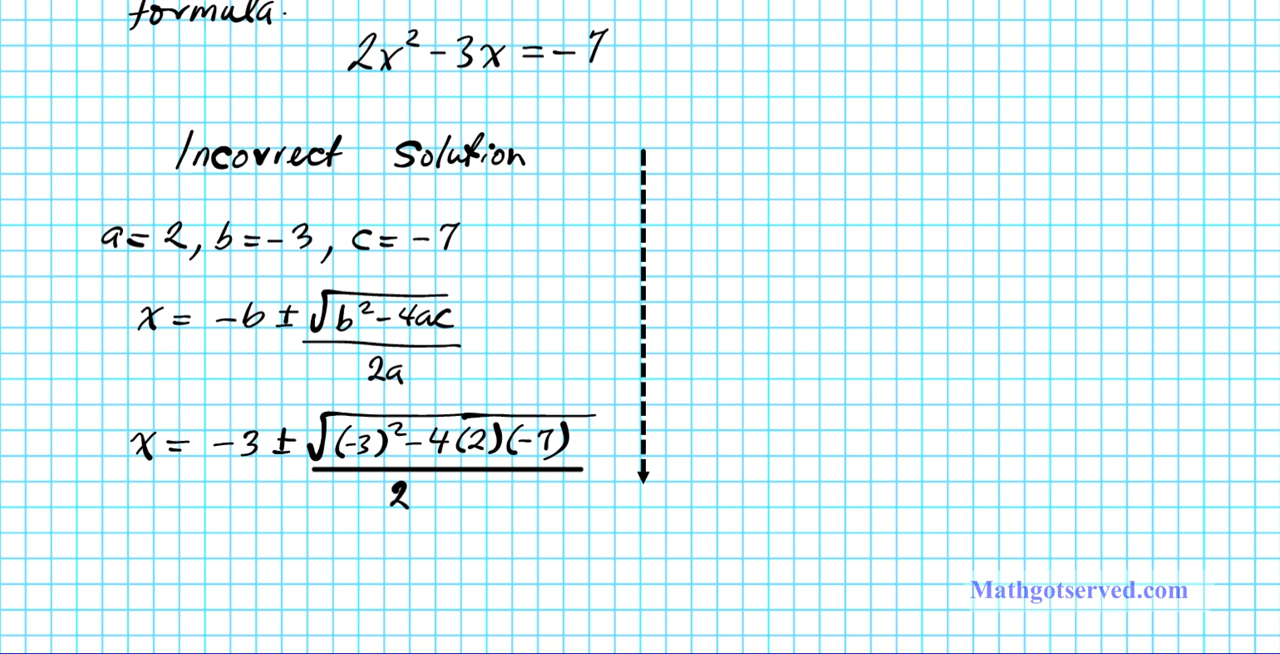 formula.
2x² - 3x = -7
Incorrect Solution
a = 2, b = -3, c = -7
x = -b ± √b² - 4ac
2a
x = -3 ± √(-3)² - 4(2)(-7)
2
Mathgotserved.com